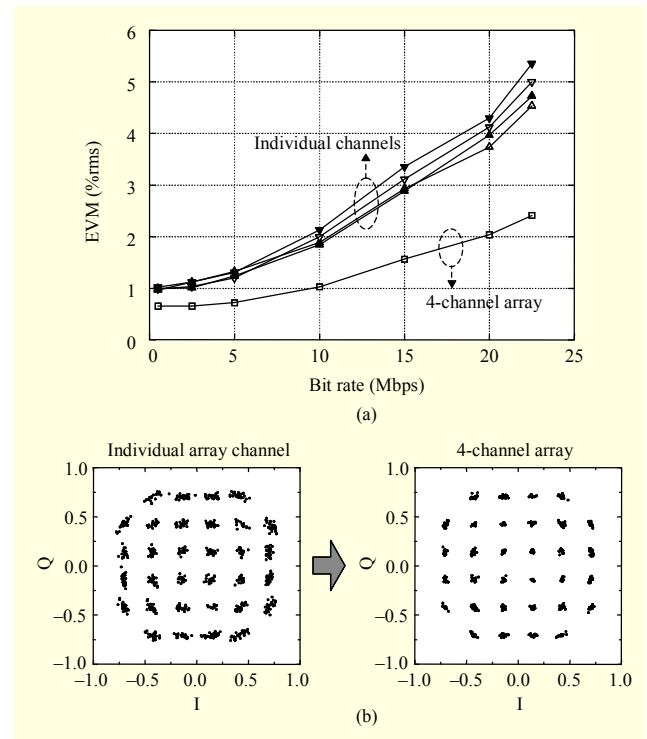 6
5
4
3
2
1
0
EVM (%rms)
Individual channels
4-channel array
0 5 10 15 20 25
Bit rate (Mbps)
(a)
Individual array channel
4-channel array
1.0
0.5
0.0
–0.5
–1.0
Q
–1.0 –0.5 0.0 0.5 1.0
I
1.0
0.5
0.0
–0.5
–1.0
Q
–1.0 –0.5 0.0 0.5 1.0
I
(b)